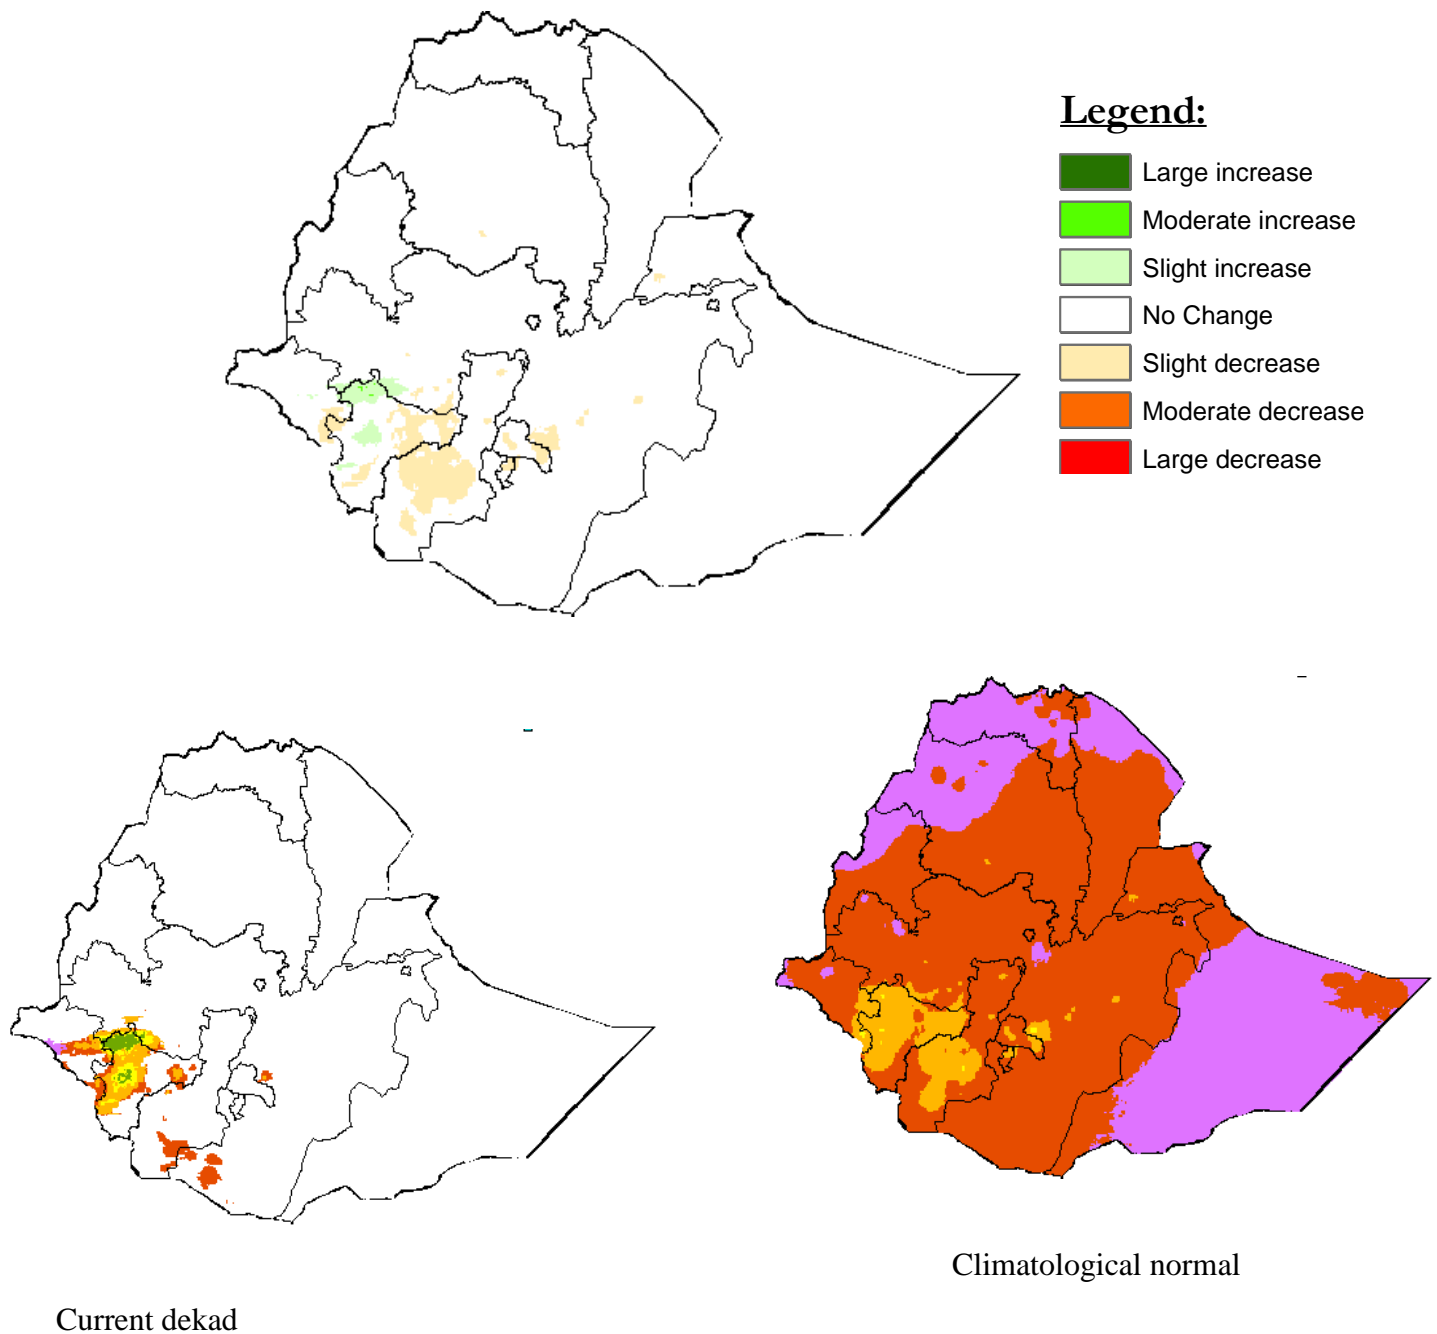 Legend:
Large increase
Moderate increase
Slight increase
No Change
Slight decrease
Moderate decrease
Large decrease
Climatological normal
Current dekad